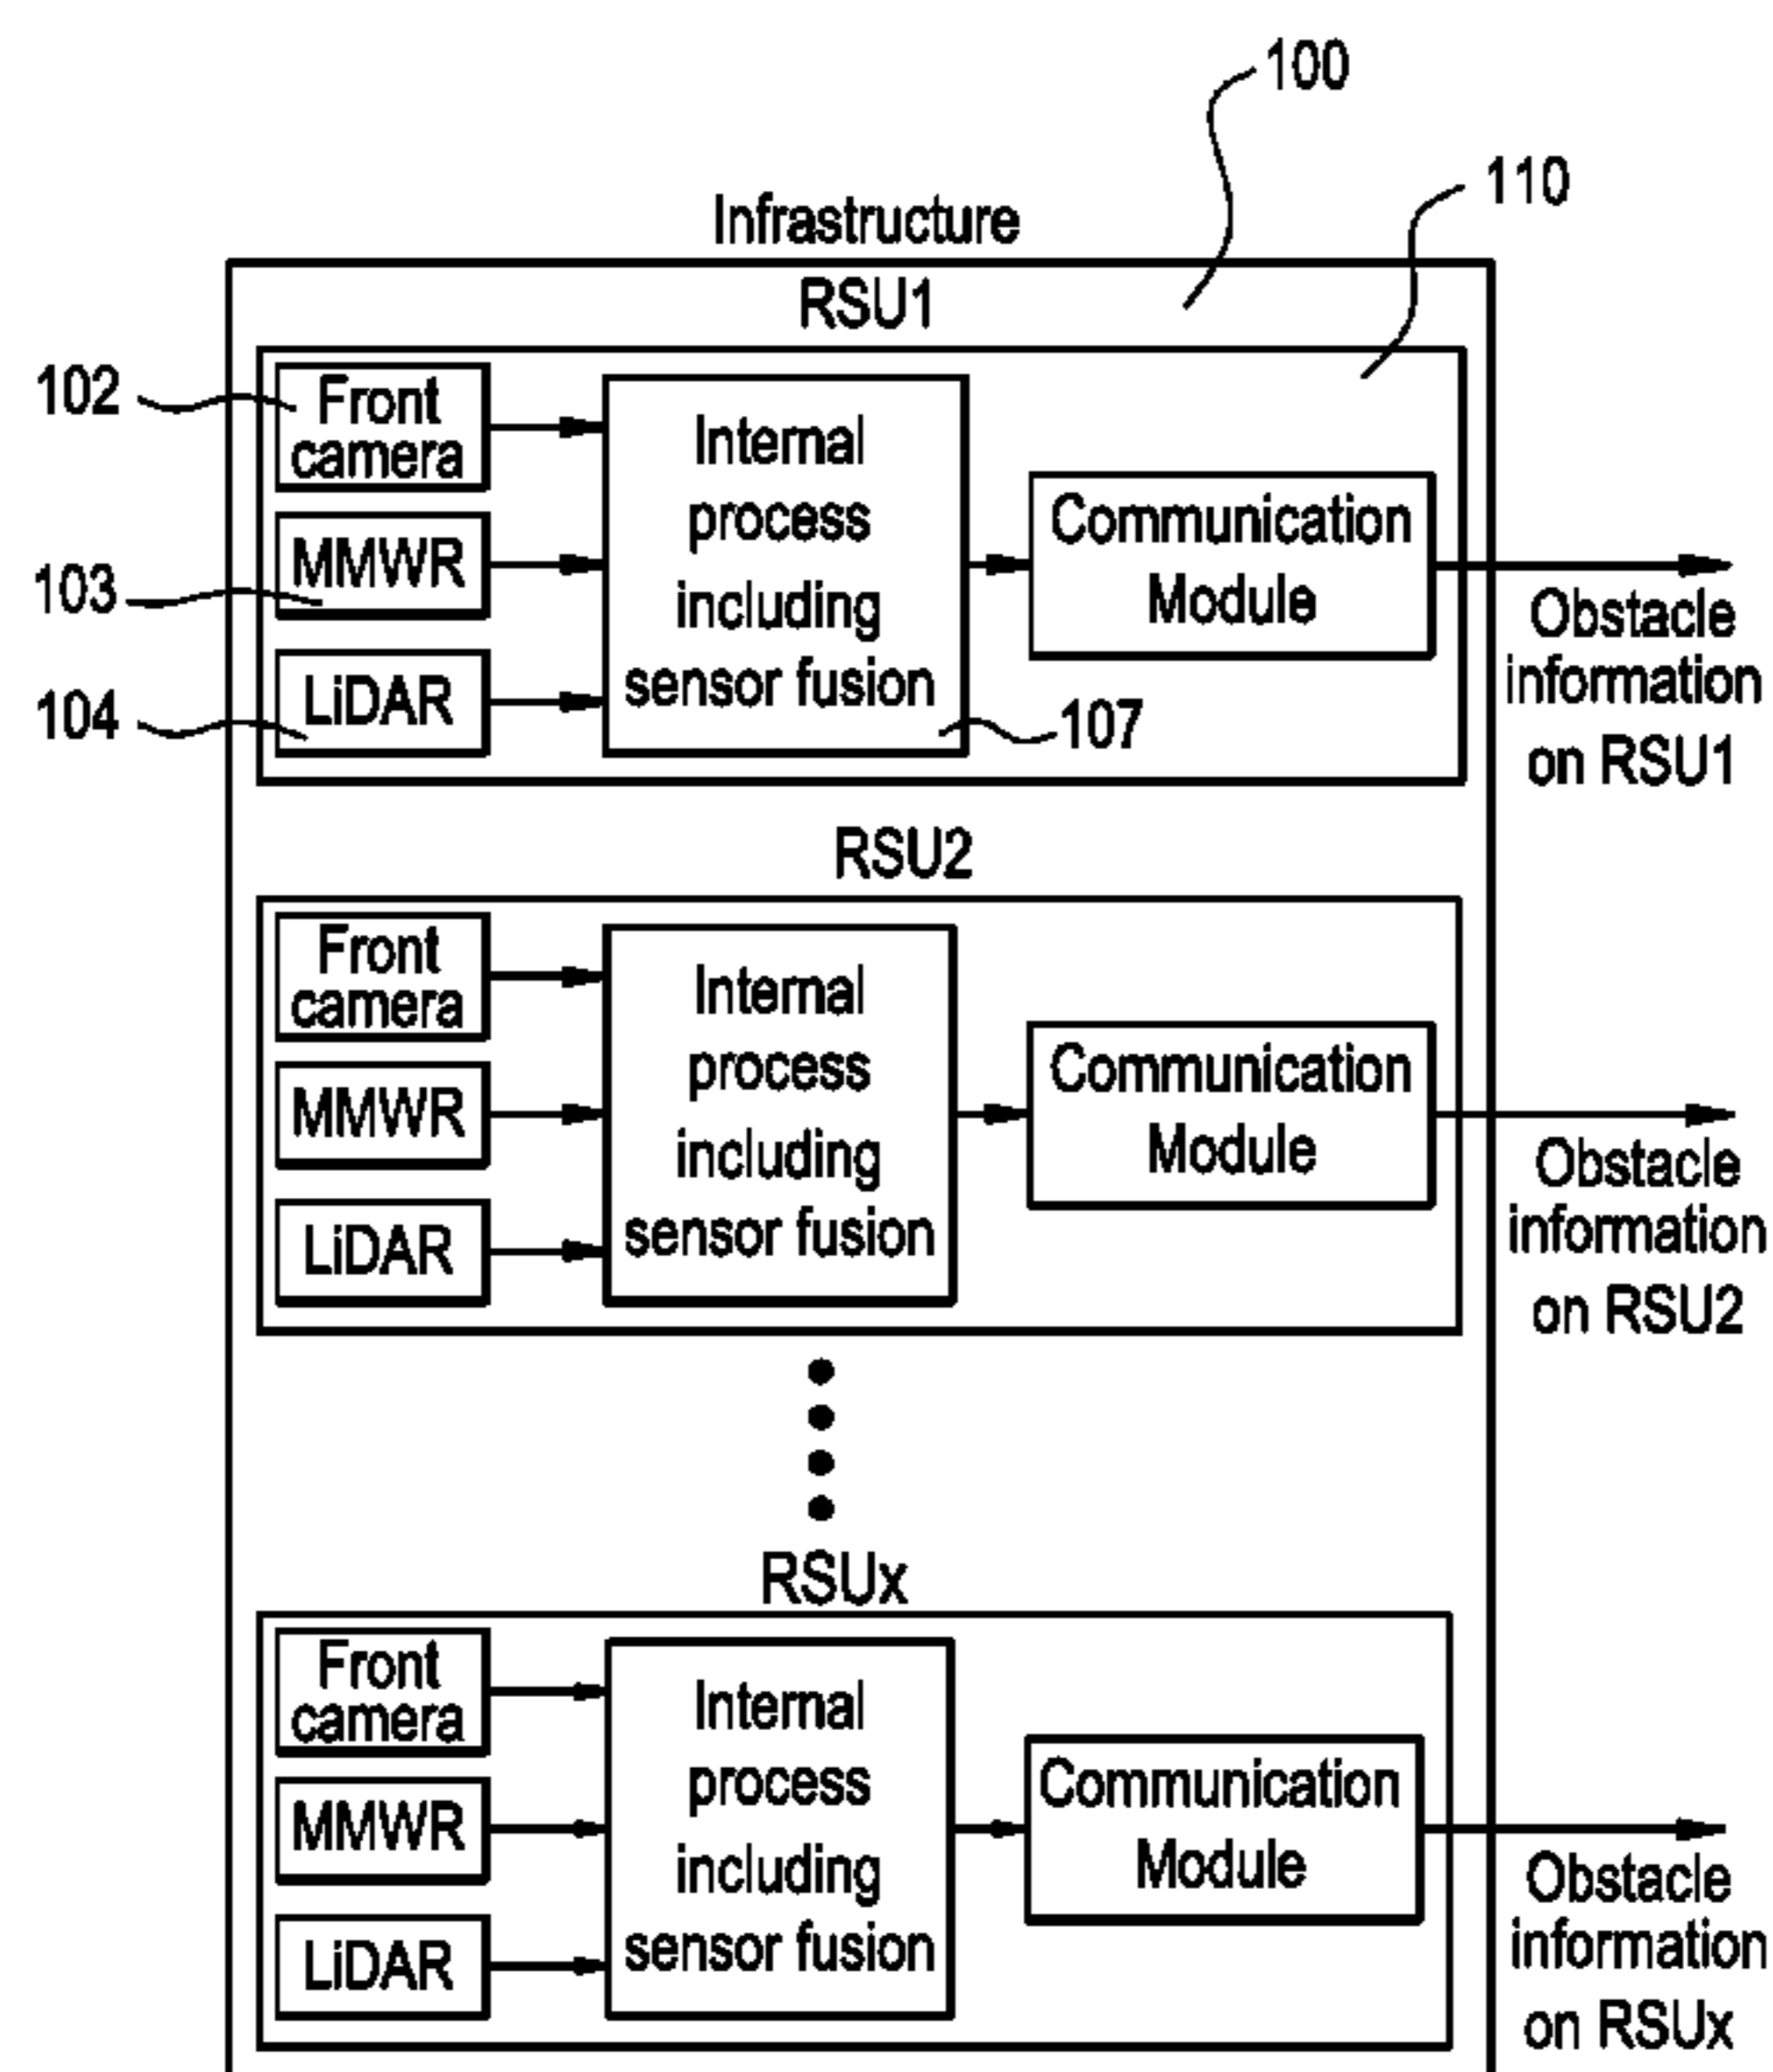 100
110
Infrastructure
RSU1
102
Front
camera
103
MMWR
104
LiDAR
Internal
process
including
sensor fusion
107
Communication
Module
Obstacle
information
on RSU1
RSU2
Front
camera
MMWR
LiDAR
Internal
process
including
sensor fusion
Communication
Module
Obstacle
information
on RSU2
RSUx
Front
camera
MMWR
LiDAR
Internal
process
including
sensor fusion
Communication
Module
Obstacle
information
on RSUx